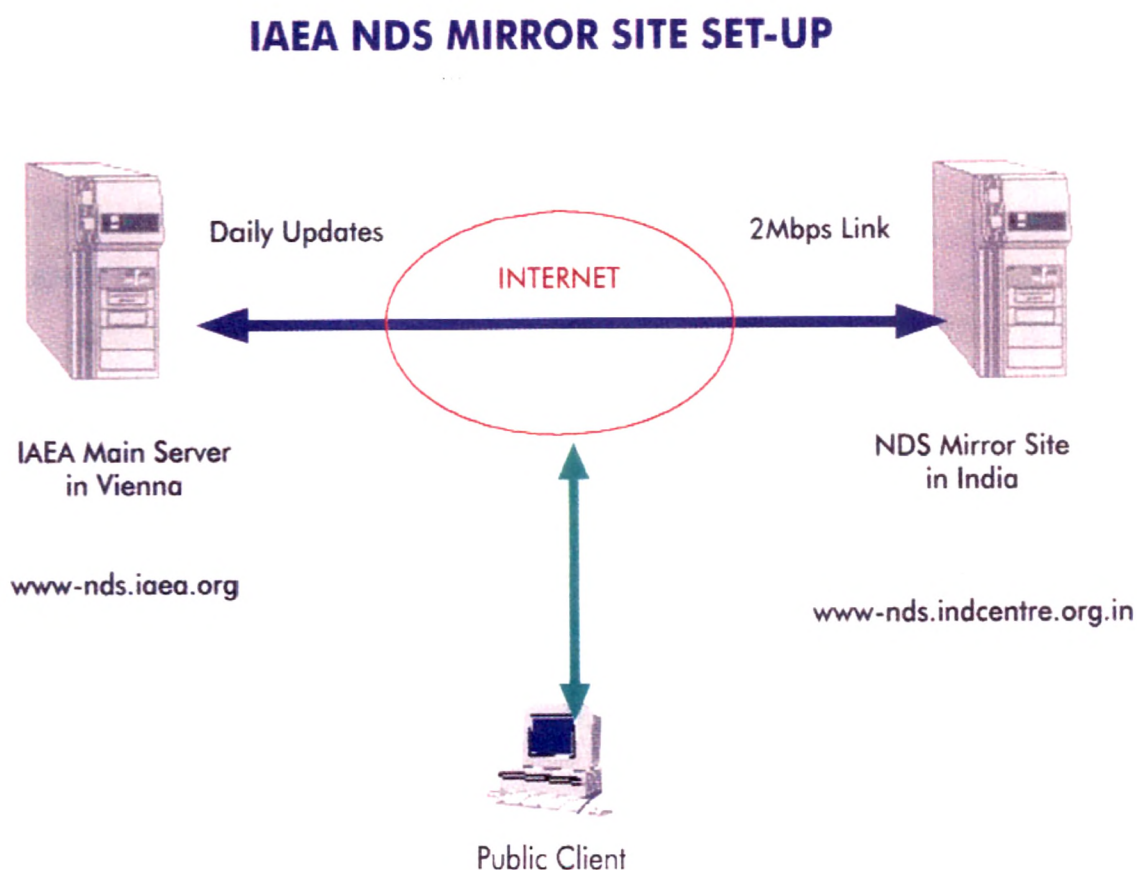 IAEA NDS MIRROR SITE SET-UP
Daily Updates
2Mbps Link
INTERNET
IAEA Main Server
in Vienna
NDS Mirror Site
in India
www-nds.iaea.org
www-nds.indcentre.org.in
Public Client